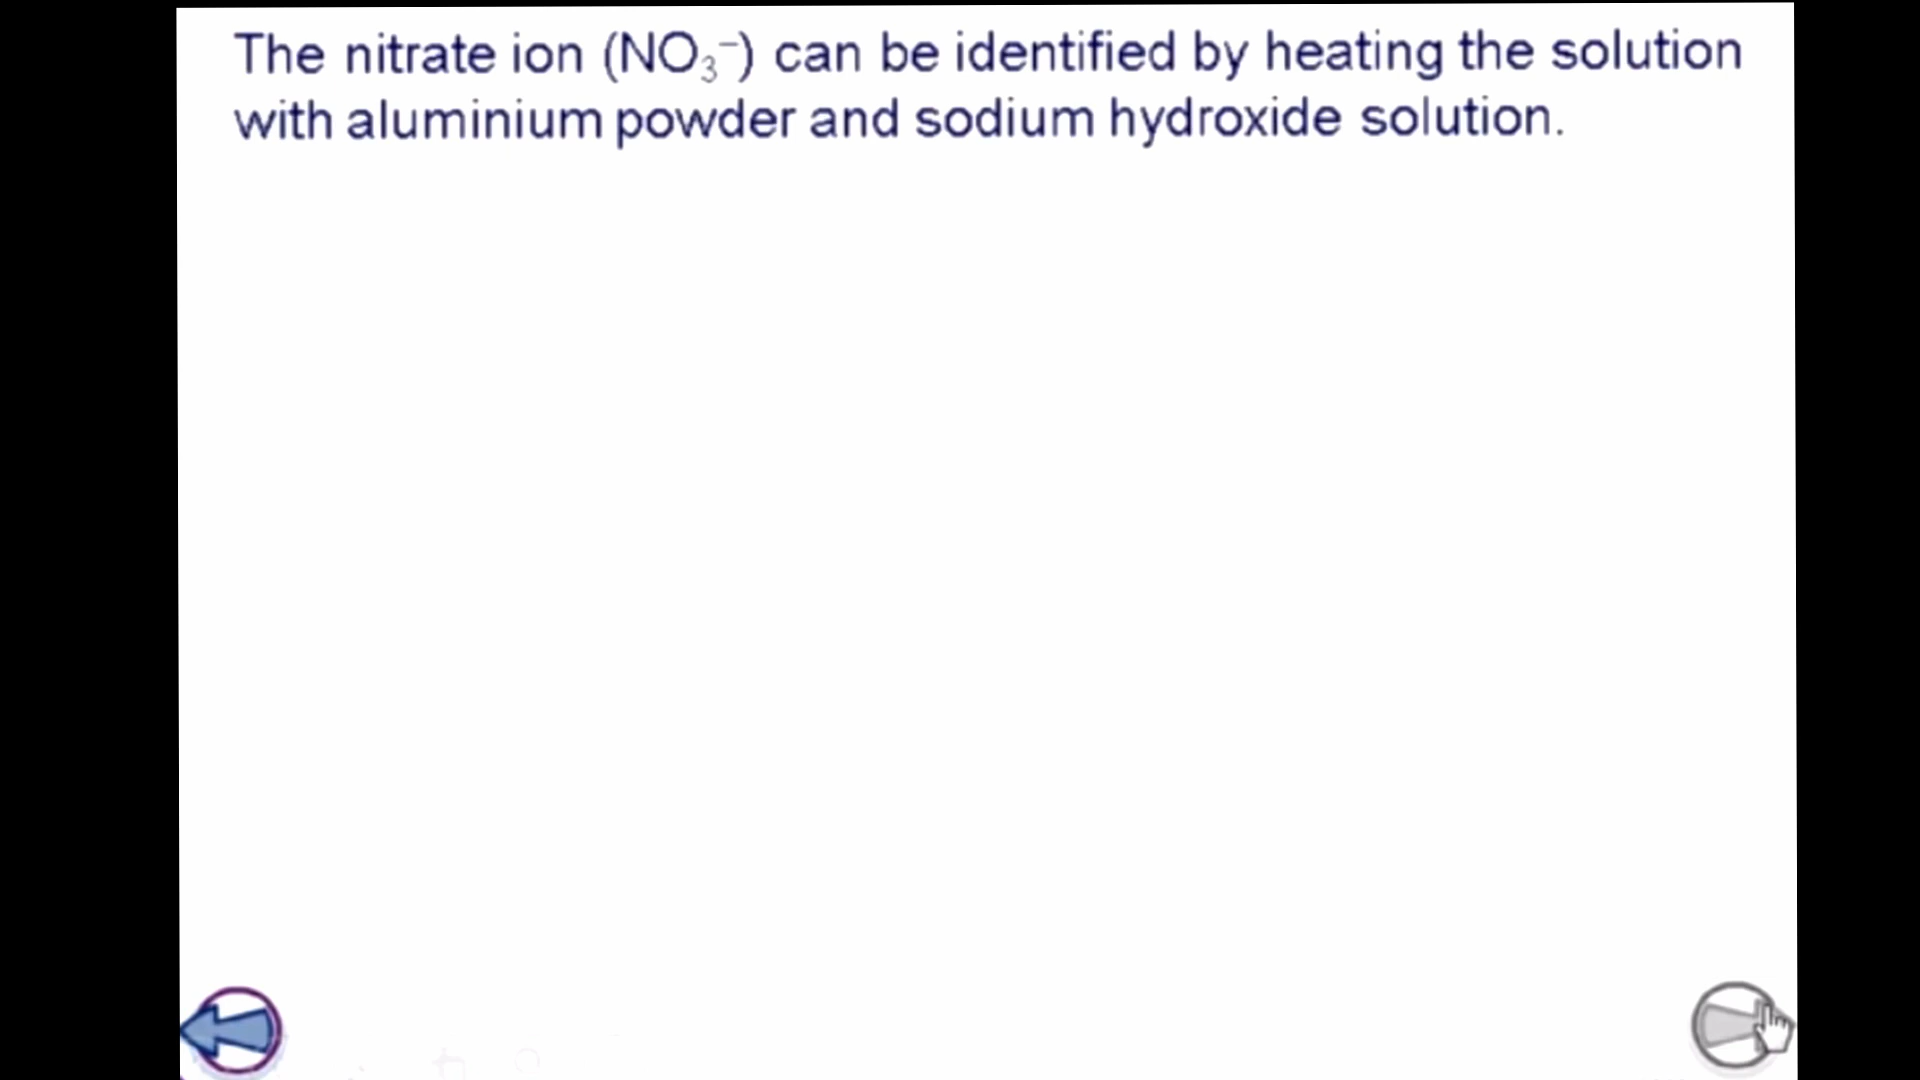 The nitrate ion (NO₃⁻) can be identified by heating the solution
with aluminium powder and sodium hydroxide solution.